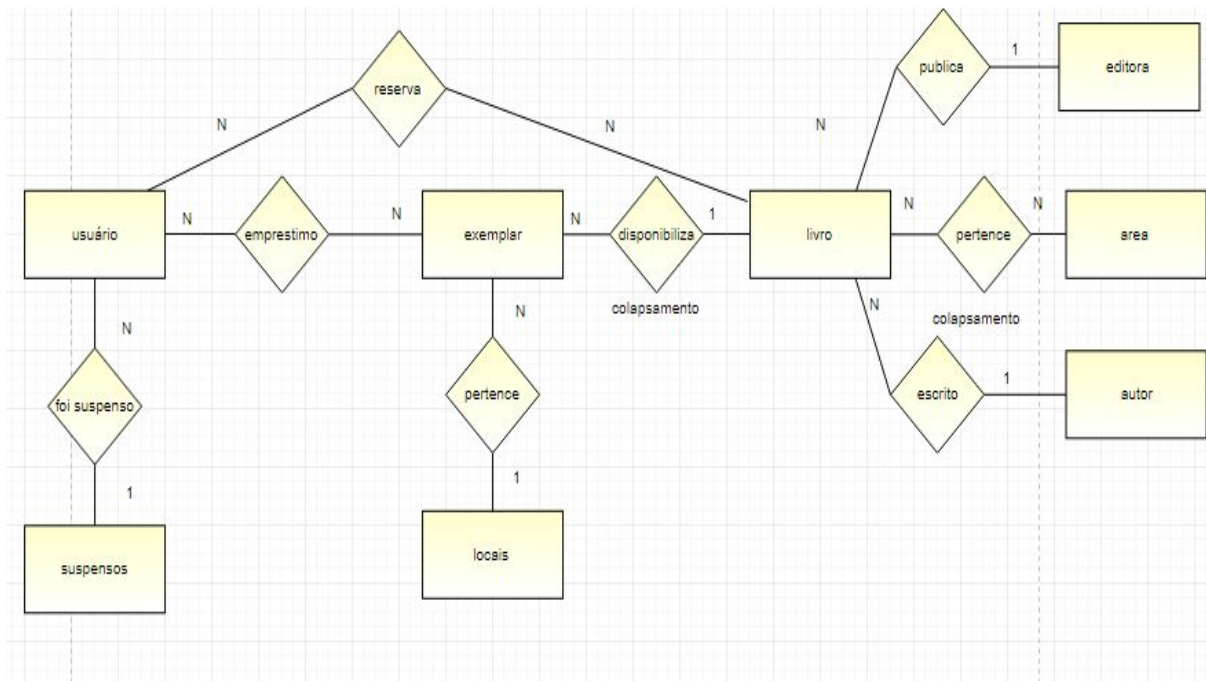 publica
1
editora
reserva
N
N
N
usuário
N
emprestimo
N
exemplar
N
disponibiliza
1
livro
N
pertence
N
area
colapsamento
colapsamento
N
N
N
foi suspenso
pertence
escrito
1
autor
1
1
suspensos
locais